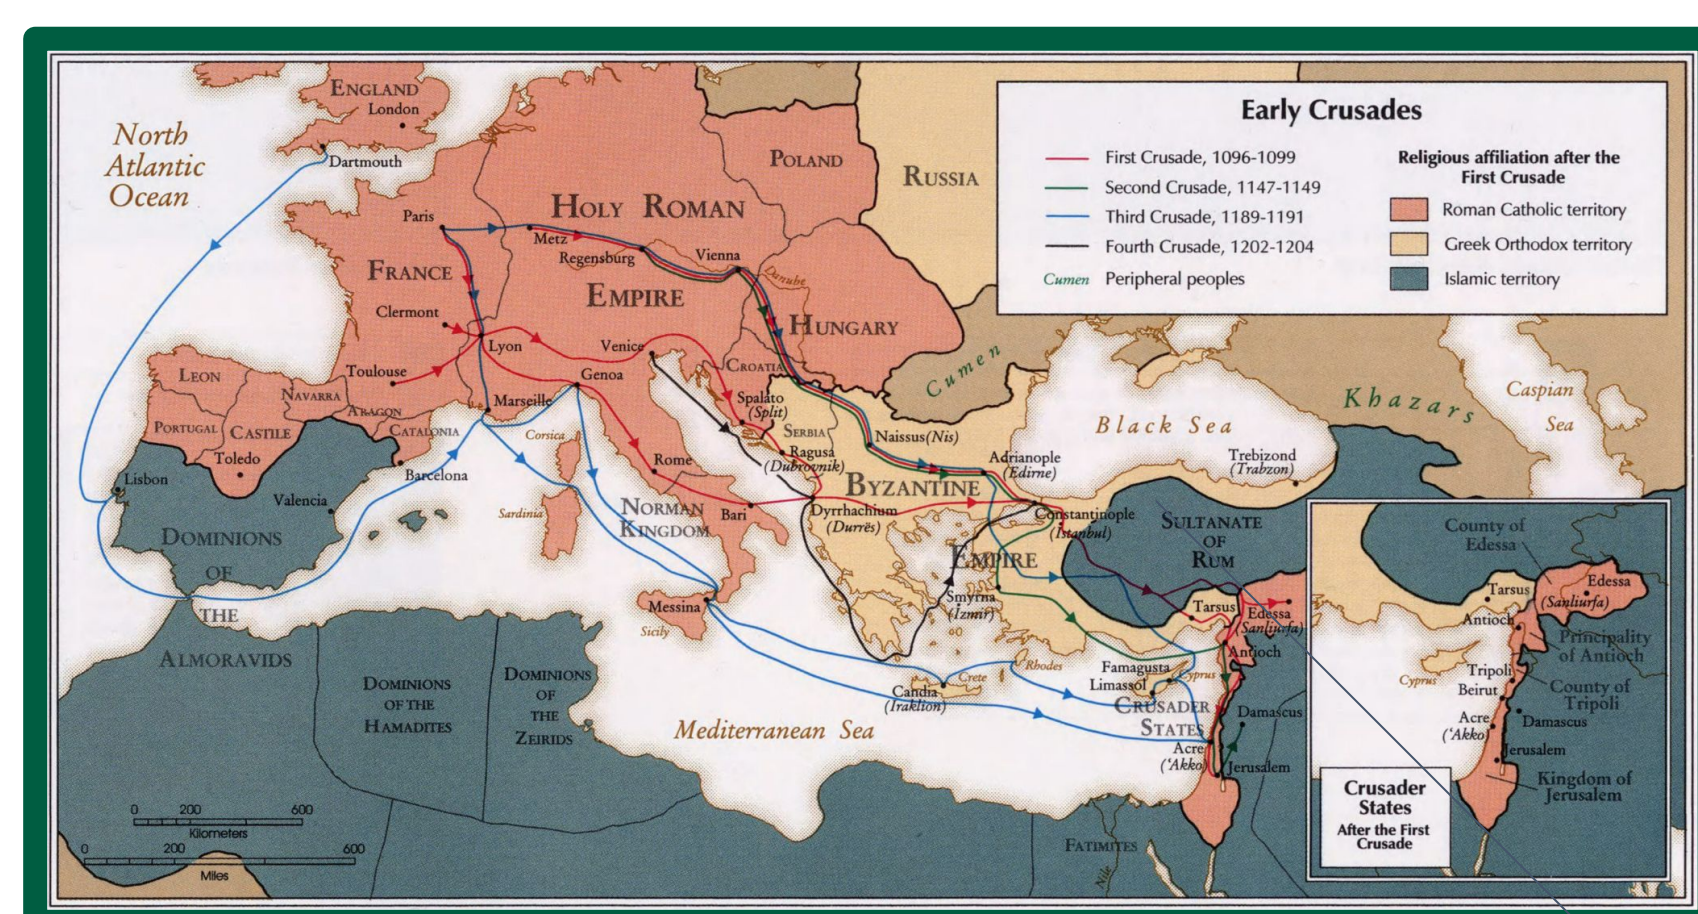 Early Crusades
First Crusade, 1096-1099
Second Crusade, 1147-1149
Third Crusade, 1189-1191
Fourth Crusade, 1202-1204
Cumen Peripheral peoples
Religious affiliation after the
First Crusade
Roman Catholic territory
Greek Orthodox territory
Islamic territory
North
Atlantic
Ocean
ENGLAND
London
Dartmouth
Paris
FRANCE
Clermont
Toulouse
Lyon
Marseille
HOLY ROMAN
EMPIRE
Metz
Regensburg
Vienna
Danube
POLAND
RUSSIA
HUNGARY
CROATIA
Venice
Genoa
Spalato
(Split)
SERBIA
Ragusa
(Dubrovnik)
Naissus (Nis)
Cumen
Khazars
Black Sea
Caspian
Sea
Trebizond
(Trabzon)
Adrianople
(Edirne)
LEON
NAVARRA
ARAGON
PORTUGAL
CASTILE
CATALONIA
Toledo
Lisbon
Valencia
Barcelona
Corsica
Sardinia
Rome
NORMAN
KINGDOM
Bari
BYZANTINE
EMPIRE
Dyrrhachium
(Durrës)
Constantinople
(Istanbul)
SULTANATE
OF
RUM
Smyrna
(Izmir)
Tarsus
Edessa
(Sanliurfa)
Antioch
DOMINIONS
OF
THE
ALMORAVIDS
DOMINIONS
OF THE
HAMADITES
DOMINIONS
OF
THE
ZEIRIDS
Messina
Sicily
Candia
(Iraklion)
Crete
Rhodes
Famagusta
Limassol
Cyprus
CRUSADER
STATES
Damascus
Acre
('Akko)
Jerusalem
Mediterranean Sea
FATIMITES
Nile
0 200 600
Kilometers
0 200 600
Miles
County of
Edessa
Tarsus
Edessa
(Sanliurfa)
Antioch
Principality
of Antioch
Cyprus
Tripoli
Beirut
County of
Tripoli
Acre
('Akko)
Damascus
Jerusalem
Kingdom of
Jerusalem
Crusader
States
After the First
Crusade